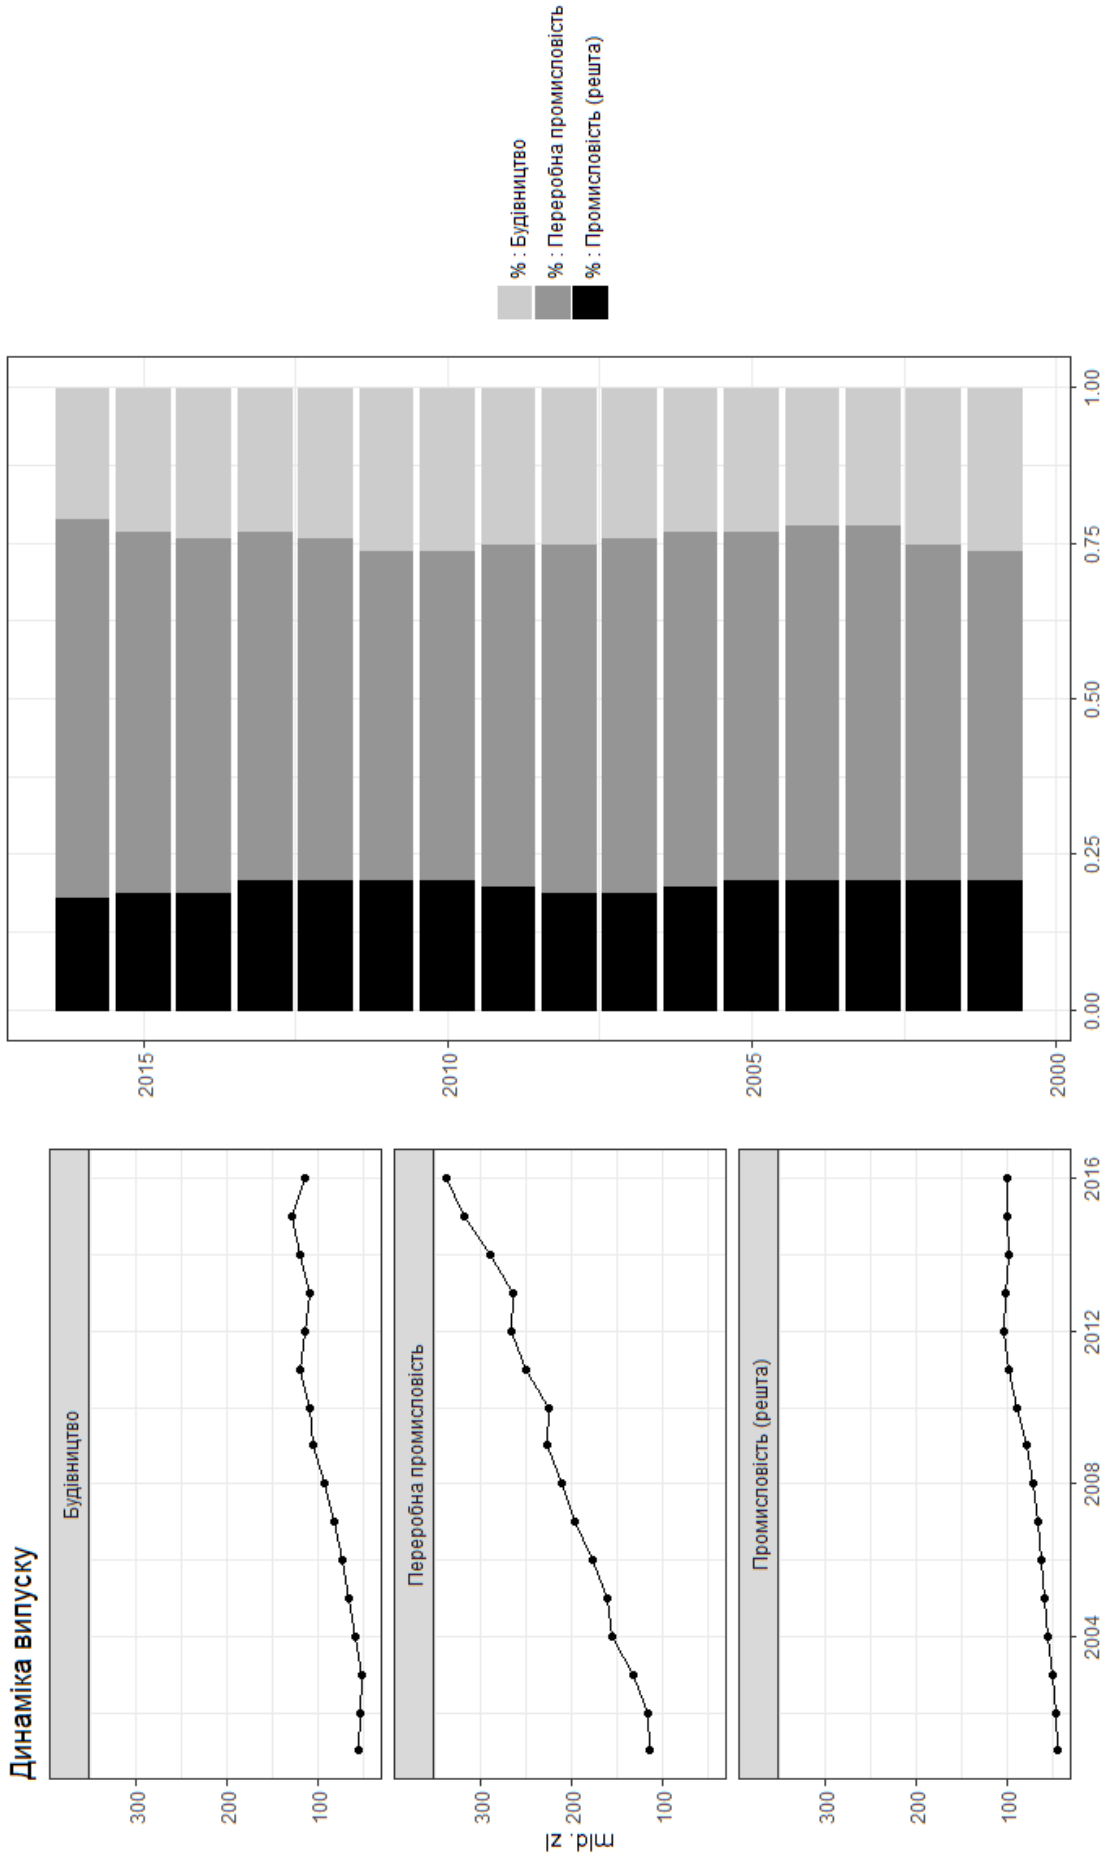 Динаміка випуску
Будівництво
300
200
100
Переробна промисловість
300
200
100
mld. zl
Промисловість (решта)
300
200
100
2004
2008
2012
2016
2015
2010
2005
2000
0.00
0.25
0.50
0.75
1.00
% : Будівництво
% : Переробна промисловість
% : Промисловість (решта)